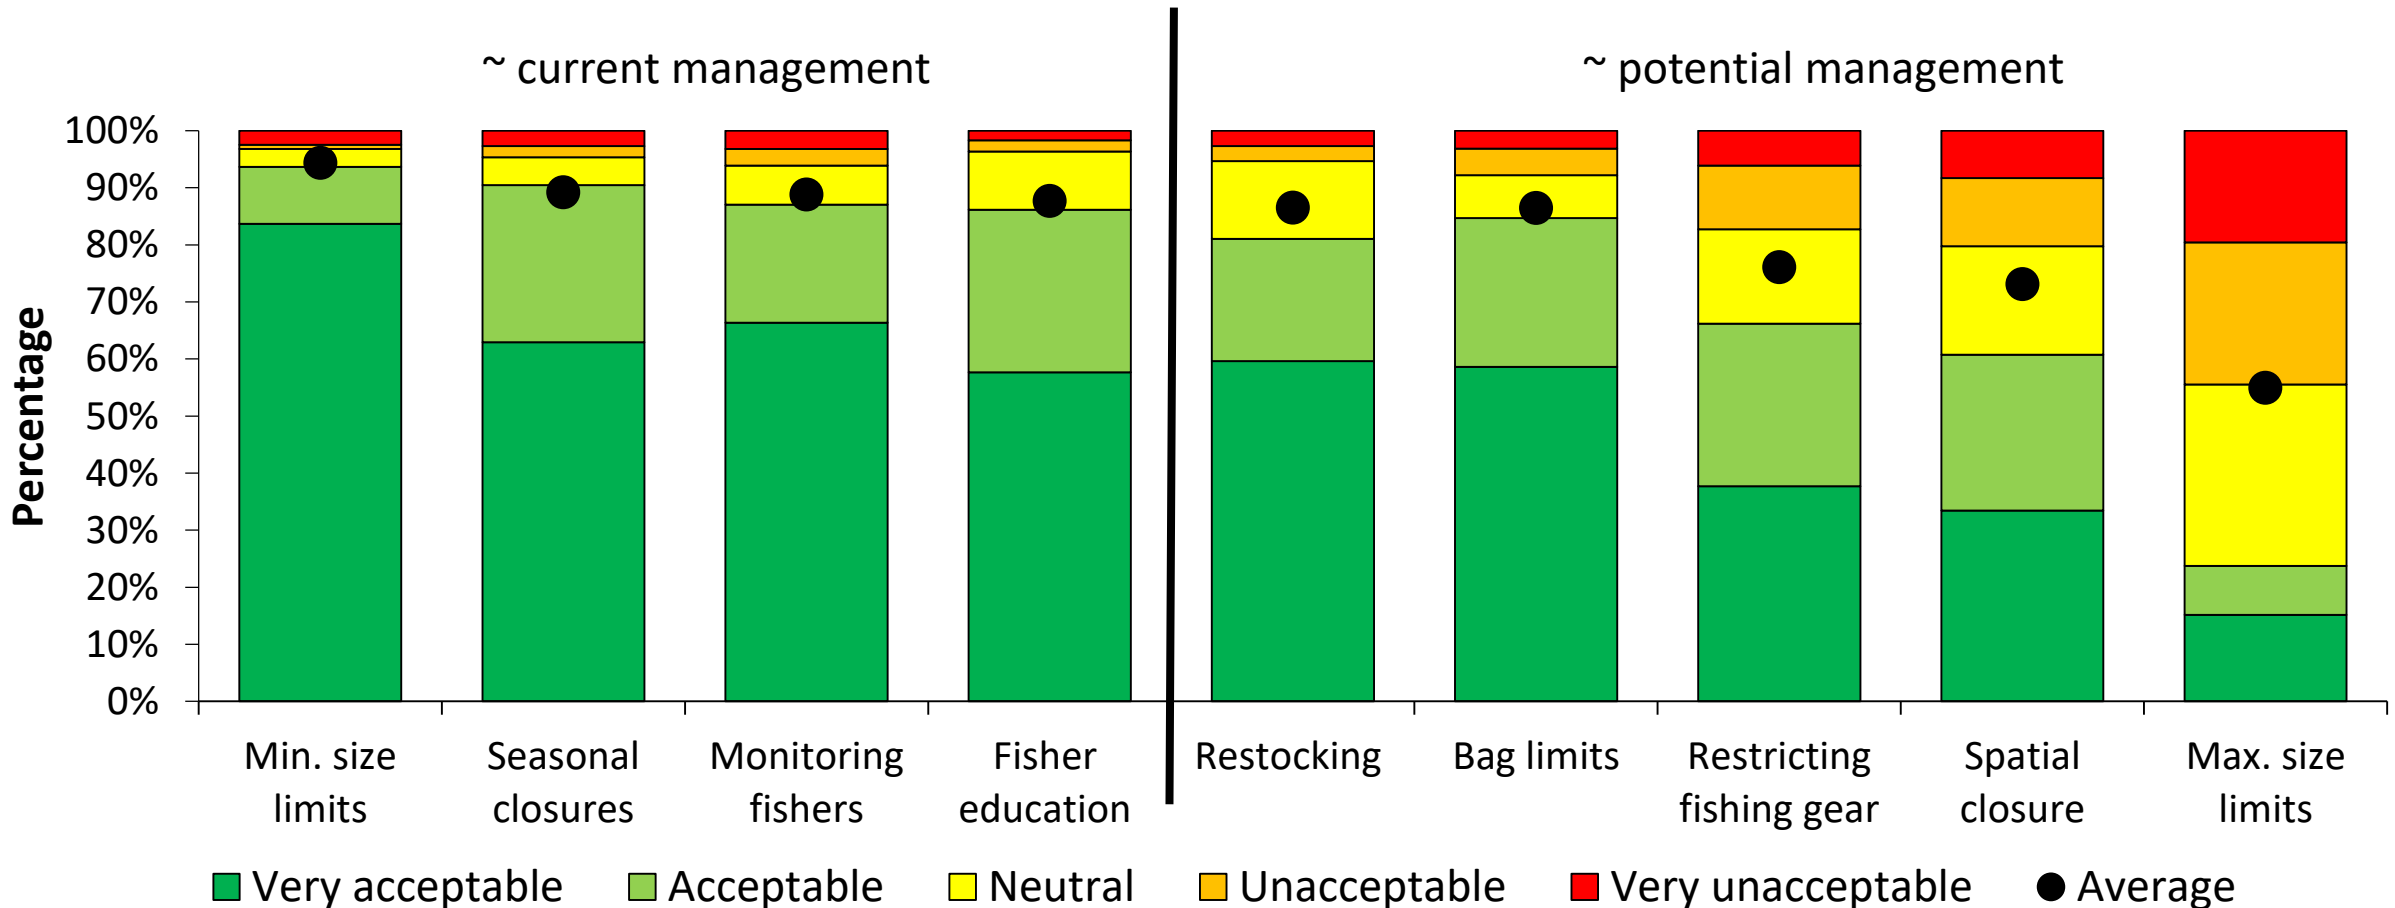 ~ current management
~ potential management
Percentage
100%
90%
80%
70%
60%
50%
40%
30%
20%
10%
0%
Min. size
limits
Seasonal
closures
Monitoring
fishers
Fisher
education
Restocking
Bag limits
Restricting
fishing gear
Spatial
closure
Max. size
limits
Very acceptable
Acceptable
Neutral
Unacceptable
Very unacceptable
Average